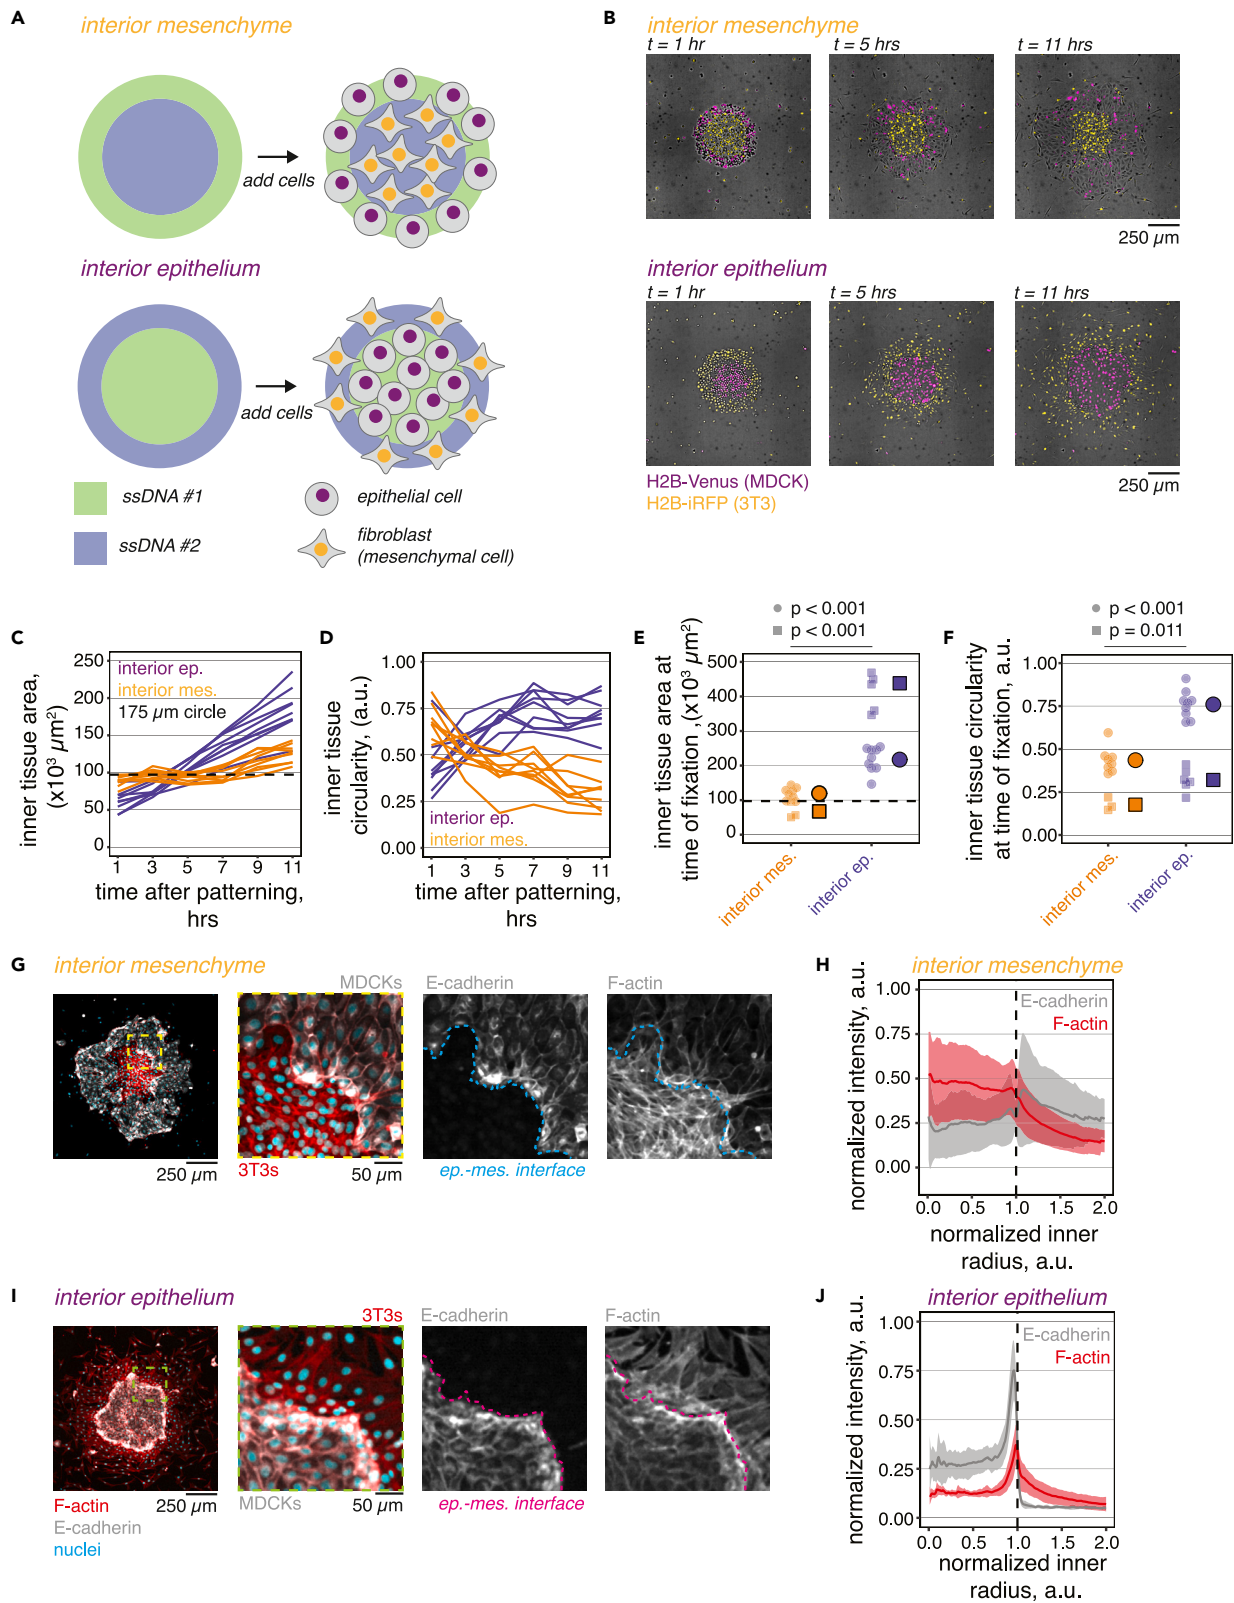 A
interior mesenchyme
add cells
interior epithelium
add cells
ssDNA #1
ssDNA #2
epithelial cell
fibroblast
(mesenchymal cell)
B
interior mesenchyme
t = 1 hr
t = 5 hrs
t = 11 hrs
250 µm
interior epithelium
t = 1 hr
t = 5 hrs
t = 11 hrs
250 µm
H2B-Venus (MDCK)
H2B-iRFP (3T3)
C
inner tissue area,
(x10³ µm²)
250
200
150
100
50
0
interior ep.
interior mes.
175 µm circle
1 3 5 7 9 11
time after patterning,
hrs
D
inner tissue
circularity, (a.u.)
1.00
0.75
0.50
0.25
0.00
interior ep.
interior mes.
1 3 5 7 9 11
time after patterning,
hrs
E
p < 0.001
p < 0.001
inner tissue area at
time of fixation ,(x10³ µm²)
500
400
300
200
100
0
interior mes.
interior ep.
F
p < 0.001
p = 0.011
inner tissue circularity
at time of fixation, a.u.
1.00
0.75
0.50
0.25
0.00
interior mes.
interior ep.
G
interior mesenchyme
MDCKs
E-cadherin
F-actin
250 µm
3T3s
50 µm
ep.-mes. interface
H
interior mesenchyme
normalized intensity, a.u.
1.00
0.75
0.50
0.25
0.00
E-cadherin
F-actin
0.0 0.5 1.0 1.5 2.0
normalized inner
radius, a.u.
I
interior epithelium
3T3s
E-cadherin
F-actin
F-actin
E-cadherin
nuclei
250 µm
MDCKs
50 µm
ep.-mes. interface
J
interior epithelium
normalized intensity, a.u.
1.00
0.75
0.50
0.25
0.00
E-cadherin
F-actin
0.0 0.5 1.0 1.5 2.0
normalized inner
radius, a.u.